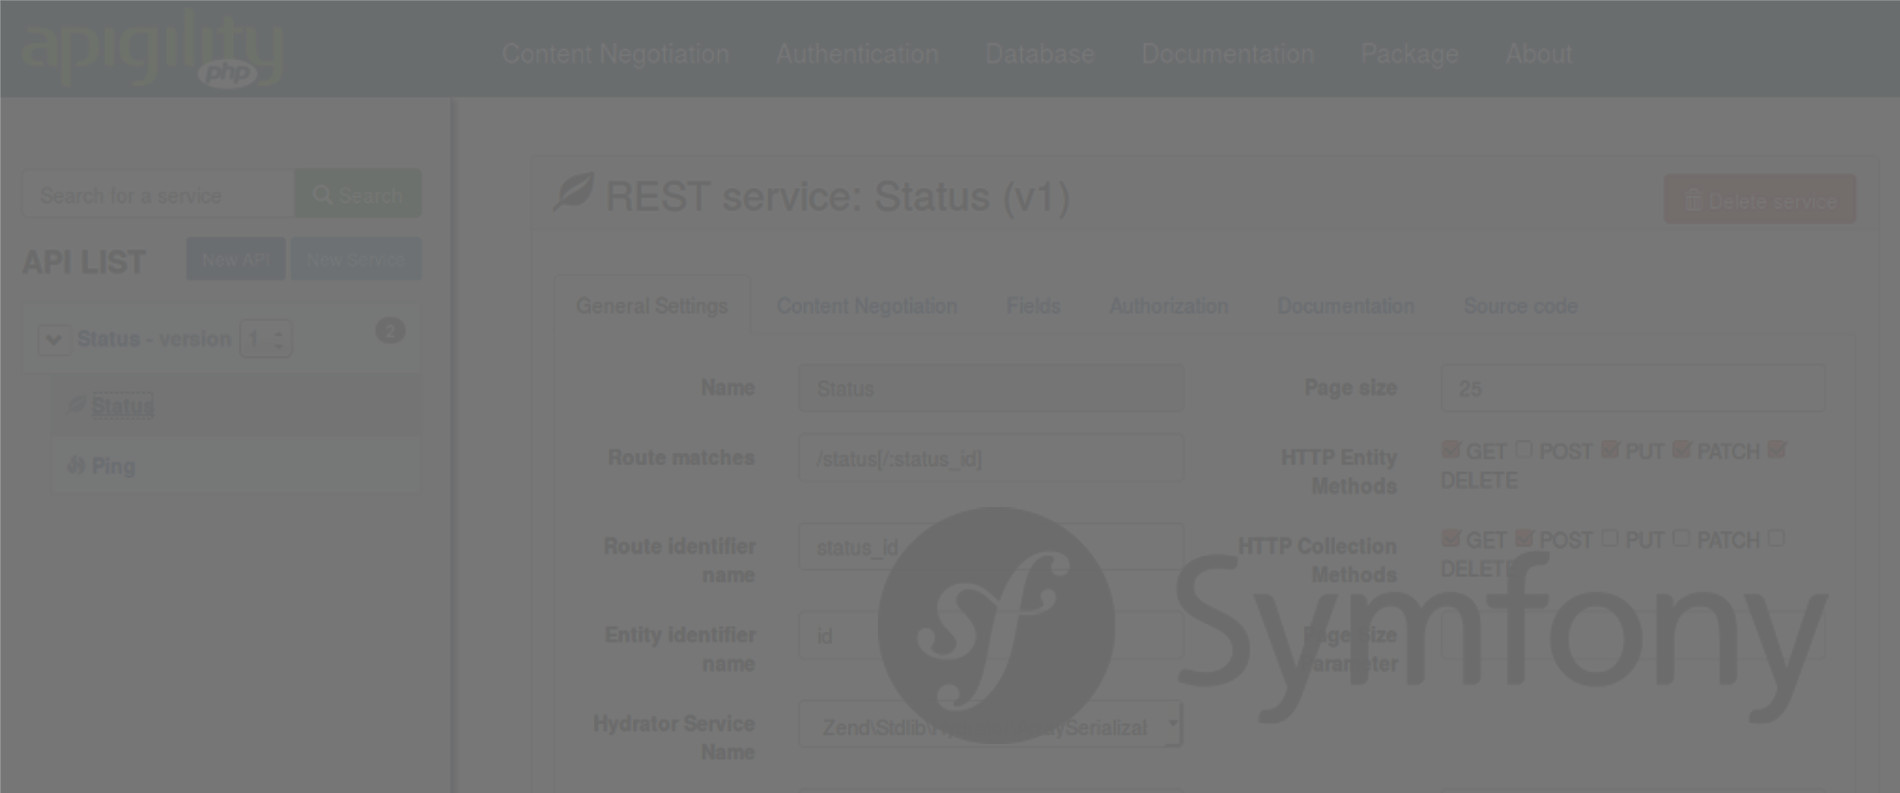 apigility
php
Content Negotiation Authentication Database Documentation Package About
Search for a service Search
REST service: Status (v1) Delete service
API LIST New API New Service
General Settings Content Negotiation Fields Authorization Documentation Source code
Status - version 1 2
Status
Ping
Name Status Page size 25
Route matches /status[/:status_id] HTTP Entity Methods GET POST PUT PATCH DELETE
Route identifier name status_id HTTP Collection Methods GET POST PUT PATCH DELETE
Entity identifier name id Page size parameter
Hydrator Service Name
sf Symfony